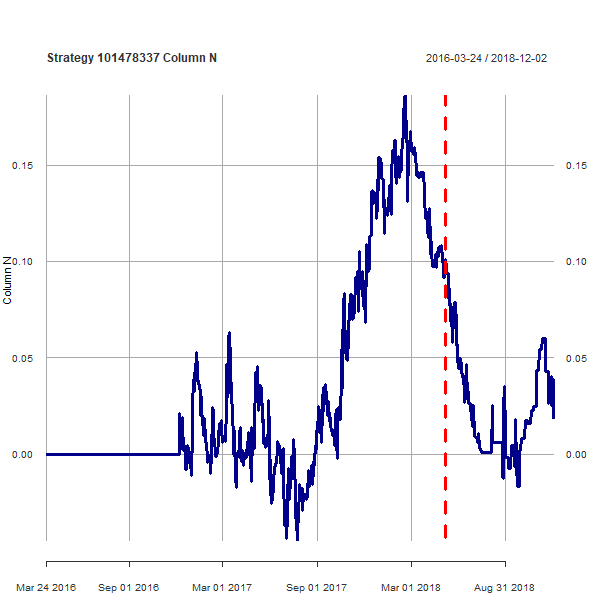 Strategy 101478337 Column N
2016-03-24 / 2018-12-02
Column N
0.15
0.10
0.05
0.00
0.15
0.10
0.05
0.00
Mar 24 2016
Sep 01 2016
Mar 01 2017
Sep 01 2017
Mar 01 2018
Aug 31 2018